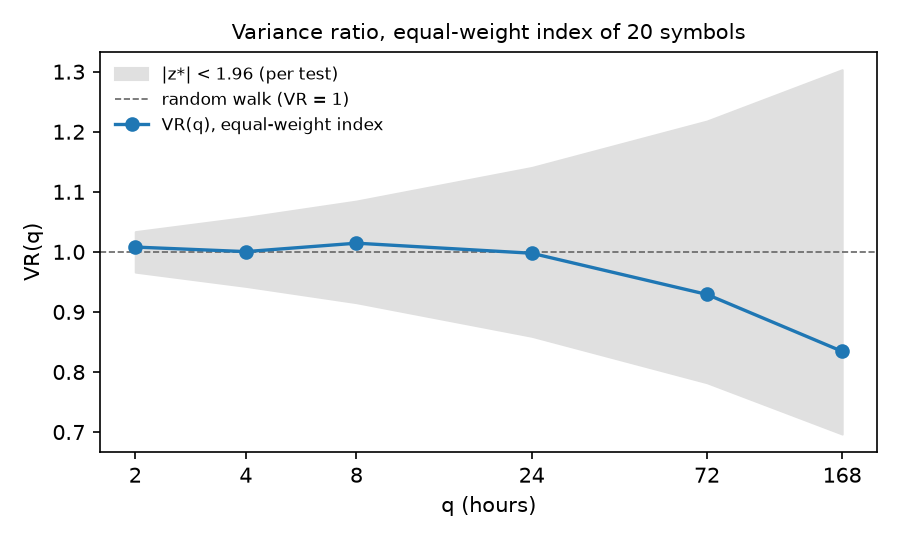 Variance ratio, equal-weight index of 20 symbols
|z*| < 1.96 (per test)
random walk (VR = 1)
VR(q), equal-weight index
VR(q)
1.3
1.2
1.1
1.0
0.9
0.8
0.7
2 4 8 24 72 168
q (hours)